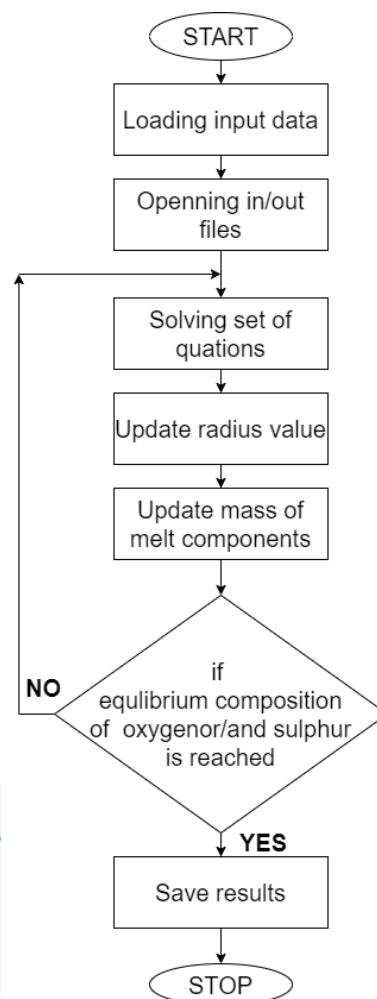 START
Loading input data
Openning in/out
files
Solving set of
quations
Update radius value
Update mass of
melt components
if
equlibrium composition
of oxygenor/and sulphur
is reached
NO
YES
Save results
STOP